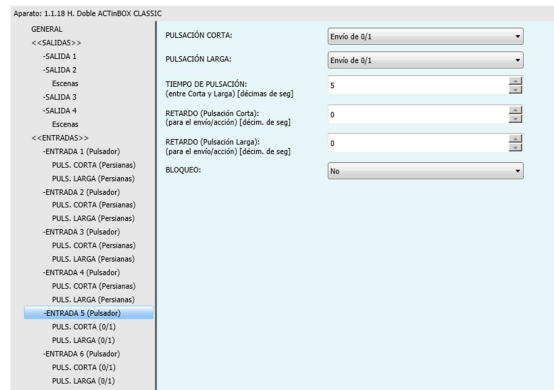 Aparato: 1.1.18 H. Doble ACTinBOX CLASSIC
GENERAL
<<SALIDAS>>
-SALIDA 1
-SALIDA 2
Escenas
-SALIDA 3
-SALIDA 4
Escenas
<<ENTRADAS>>
-ENTRADA 1 (Pulsador)
PULS. CORTA (Persianas)
PULS. LARGA (Persianas)
-ENTRADA 2 (Pulsador)
PULS. CORTA (Persianas)
PULS. LARGA (Persianas)
-ENTRADA 3 (Pulsador)
PULS. CORTA (Persianas)
PULS. LARGA (Persianas)
-ENTRADA 4 (Pulsador)
PULS. CORTA (Persianas)
PULS. LARGA (Persianas)
-ENTRADA 5 (Pulsador)
PULS. CORTA (0/1)
PULS. LARGA (0/1)
-ENTRADA 6 (Pulsador)
PULS. CORTA (0/1)
PULS. LARGA (0/1)
PULSACIÓN CORTA: Envío de 0/1
PULSACIÓN LARGA: Envío de 0/1
TIEMPO DE PULSACIÓN: 5
(entre Corta y Larga) [décimas de seg]
RETARDO (Pulsación Corta): 0
(para el envío/acción) [décim. de seg]
RETARDO (Pulsación Larga): 0
(para el envío/acción) [décim. de seg]
BLOQUEO: No